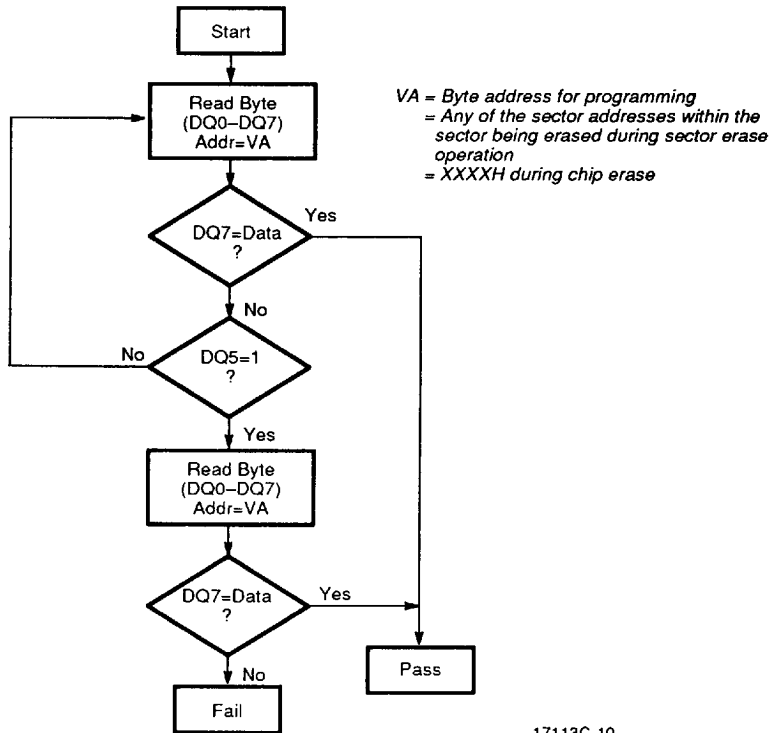 Start
Read Byte
(DQ0–DQ7)
Addr=VA
VA = Byte address for programming
= Any of the sector addresses within the
sector being erased during sector erase
operation
= XXXXH during chip erase
DQ7=Data
?
Yes
No
DQ5=1
?
No
Yes
Read Byte
(DQ0–DQ7)
Addr=VA
DQ7=Data
?
Yes
No
Pass
Fail
17113C-10